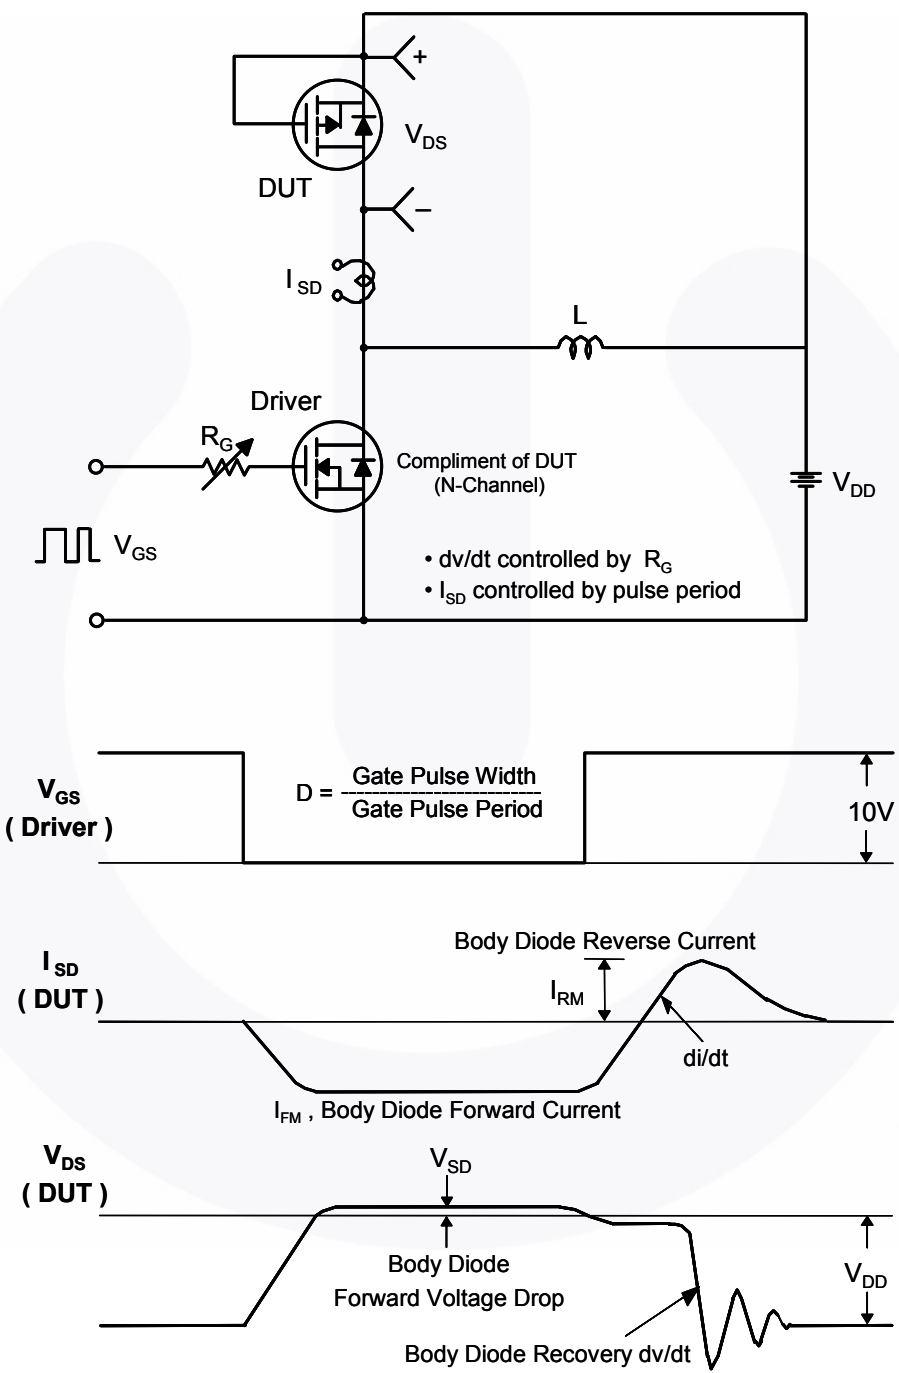 +
V_DS
DUT
–
I_SD
L
Driver
R_G
Compliment of DUT
(N-Channel)
V_DD
V_GS
• dv/dt controlled by R_G
• I_SD controlled by pulse period
V_GS
( Driver )
D = Gate Pulse Width
Gate Pulse Period
10V
Body Diode Reverse Current
I_SD
( DUT )
I_RM
di/dt
I_FM , Body Diode Forward Current
V_DS
( DUT )
V_SD
Body Diode
Forward Voltage Drop
V_DD
Body Diode Recovery dv/dt